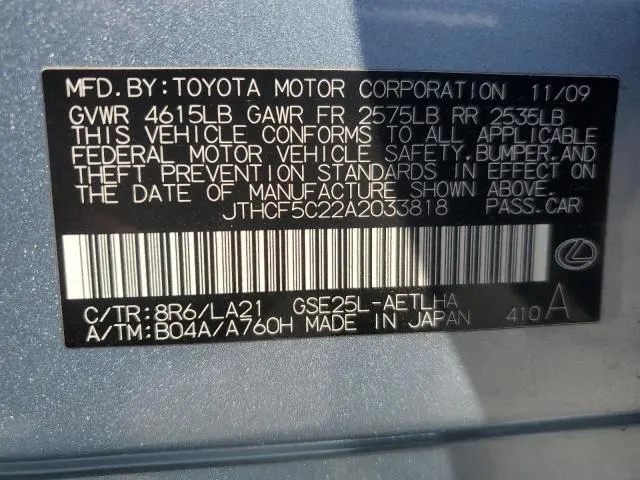 MFD. BY: TOYOTA MOTOR CORPORATION 11/09
GVWR 4615LB GAWR FR 2575LB RR 2535LB
THIS VEHICLE CONFORMS TO ALL APPLICABLE
FEDERAL MOTOR VEHICLE SAFETY, BUMPER, AND
THEFT PREVENTION STANDARDS IN EFFECT ON
THE DATE OF MANUFACTURE SHOWN ABOVE.
JTHCF5C22A2033818 PASS. CAR
C/TR: 8R6/LA21 GSE25L-AETLHA
A/TM: B04A/A760H MADE IN JAPAN 410 A